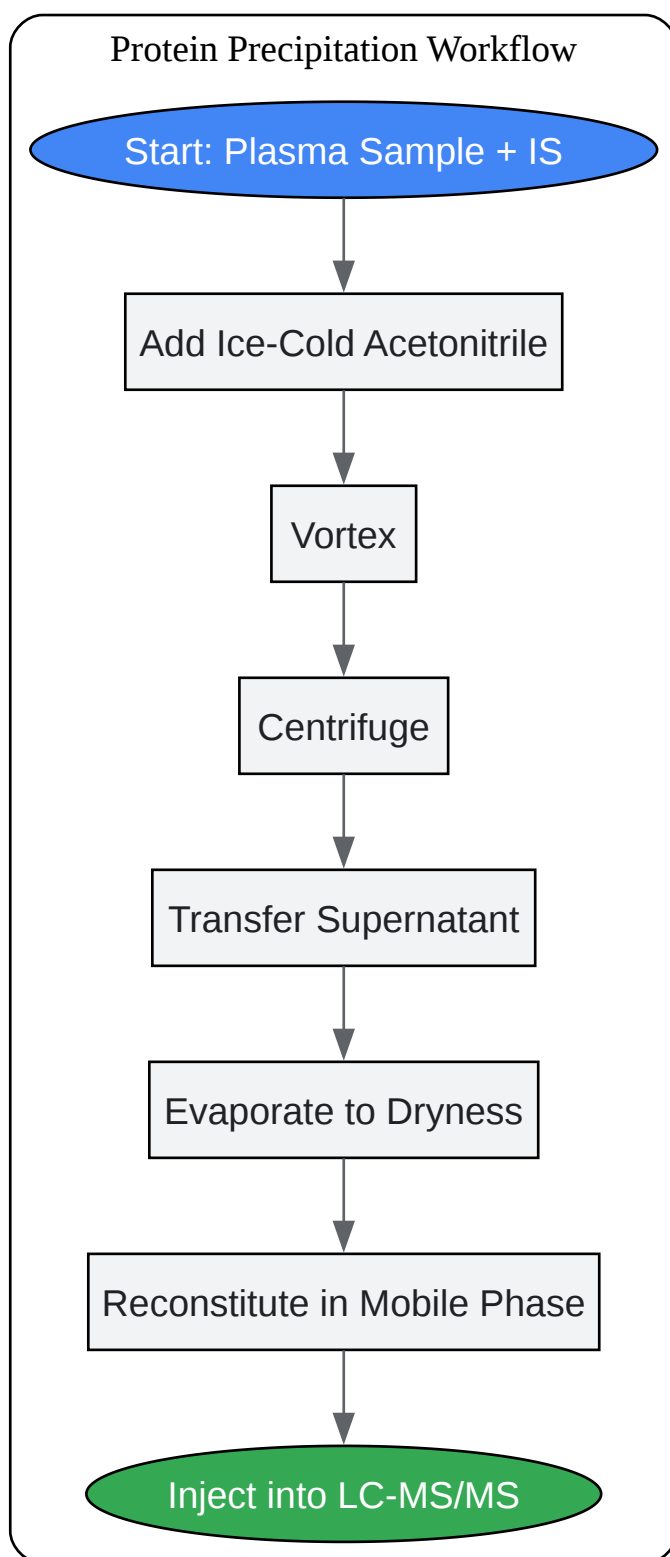 Protein Precipitation Workflow
Start: Plasma Sample + IS
Add Ice-Cold Acetonitrile
Vortex
Centrifuge
Transfer Supernatant
Evaporate to Dryness
Reconstitute in Mobile Phase
Inject into LC-MS/MS